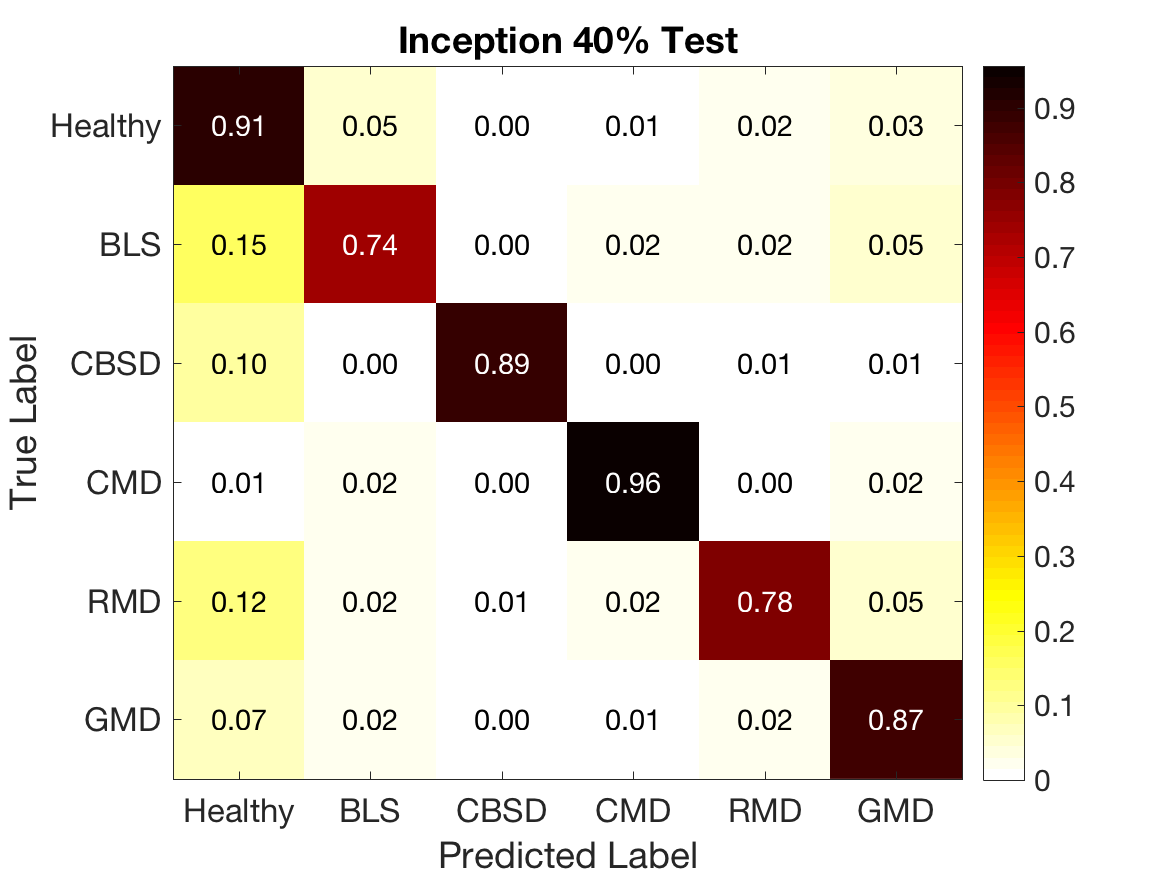 Inception 40% Test
True Label
Healthy 0.91 0.05 0.00 0.01 0.02 0.03
BLS 0.15 0.74 0.00 0.02 0.02 0.05
CBSD 0.10 0.00 0.89 0.00 0.01 0.01
CMD 0.01 0.02 0.00 0.96 0.00 0.02
RMD 0.12 0.02 0.01 0.02 0.78 0.05
GMD 0.07 0.02 0.00 0.01 0.02 0.87
Healthy BLS CBSD CMD RMD GMD
Predicted Label
0.9
0.8
0.7
0.6
0.5
0.4
0.3
0.2
0.1
0